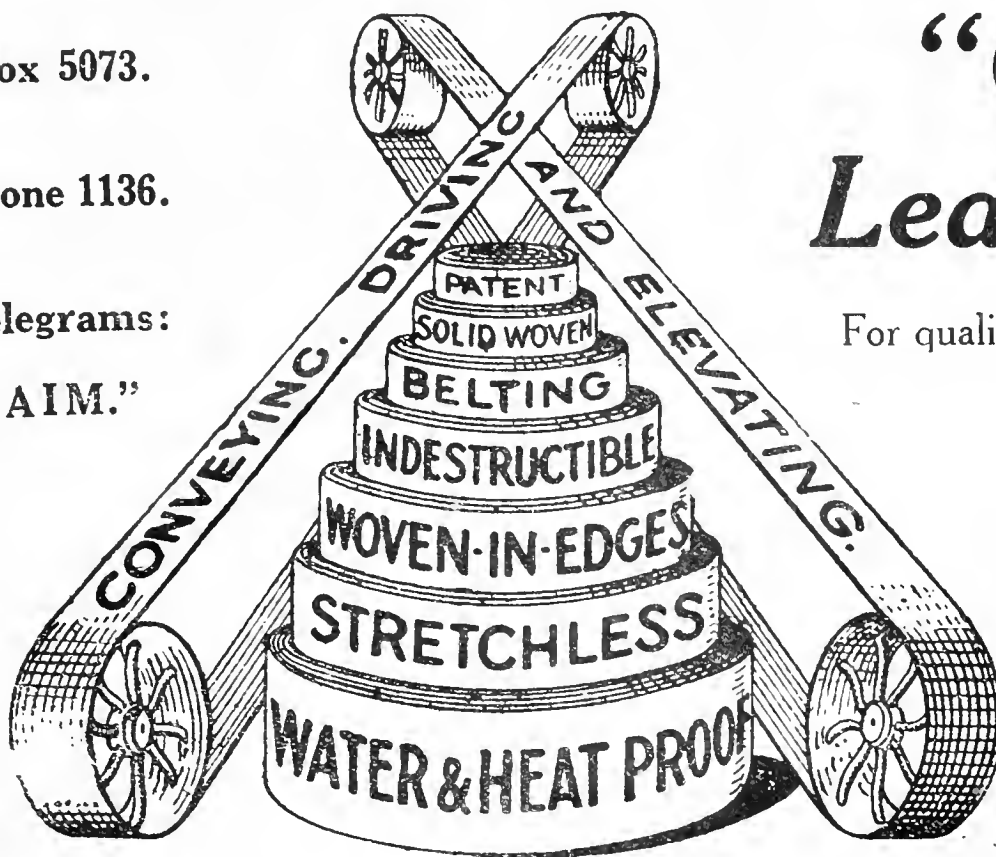 ox 5073.
one 1136.
legrams:
AIM."
CONVEYING. DRIVING
AND ELEVATING.
PATENT
SOLID WOVEN
BELTING
INDESTRUCTIBLE
WOVEN-IN-EDGES
STRETCHLESS
WATER & HEAT PROOF
Lea
For quali